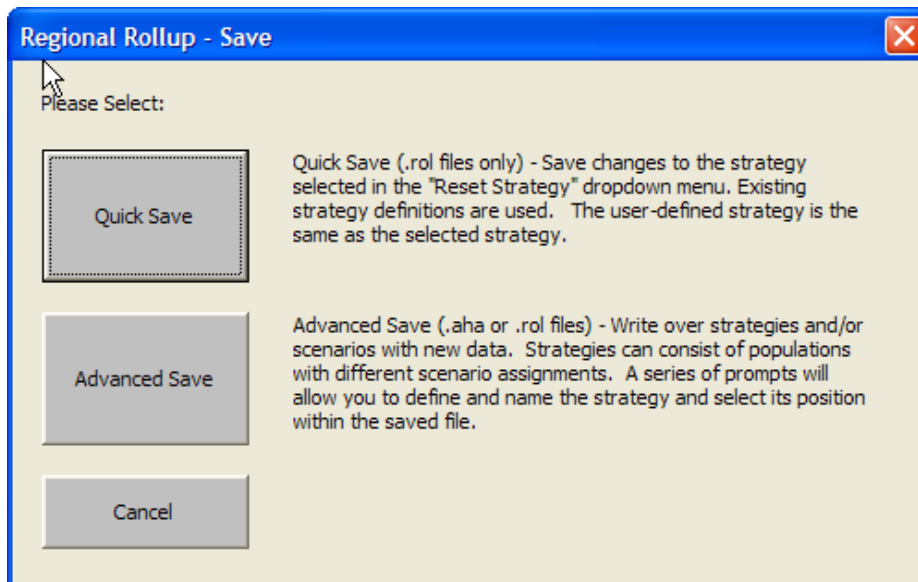 Regional Rollup - Save
Please Select:
Quick Save
Quick Save (.rol files only) - Save changes to the strategy
selected in the "Reset Strategy" dropdown menu. Existing
strategy definitions are used.   The user-defined strategy is the
same as the selected strategy.
Advanced Save
Advanced Save (.aha or .rol files) - Write over strategies and/or
scenarios with new data.  Strategies can consist of populations
with different scenario assignments.  A series of prompts will
allow you to define and name the strategy and select its position
within the saved file.
Cancel